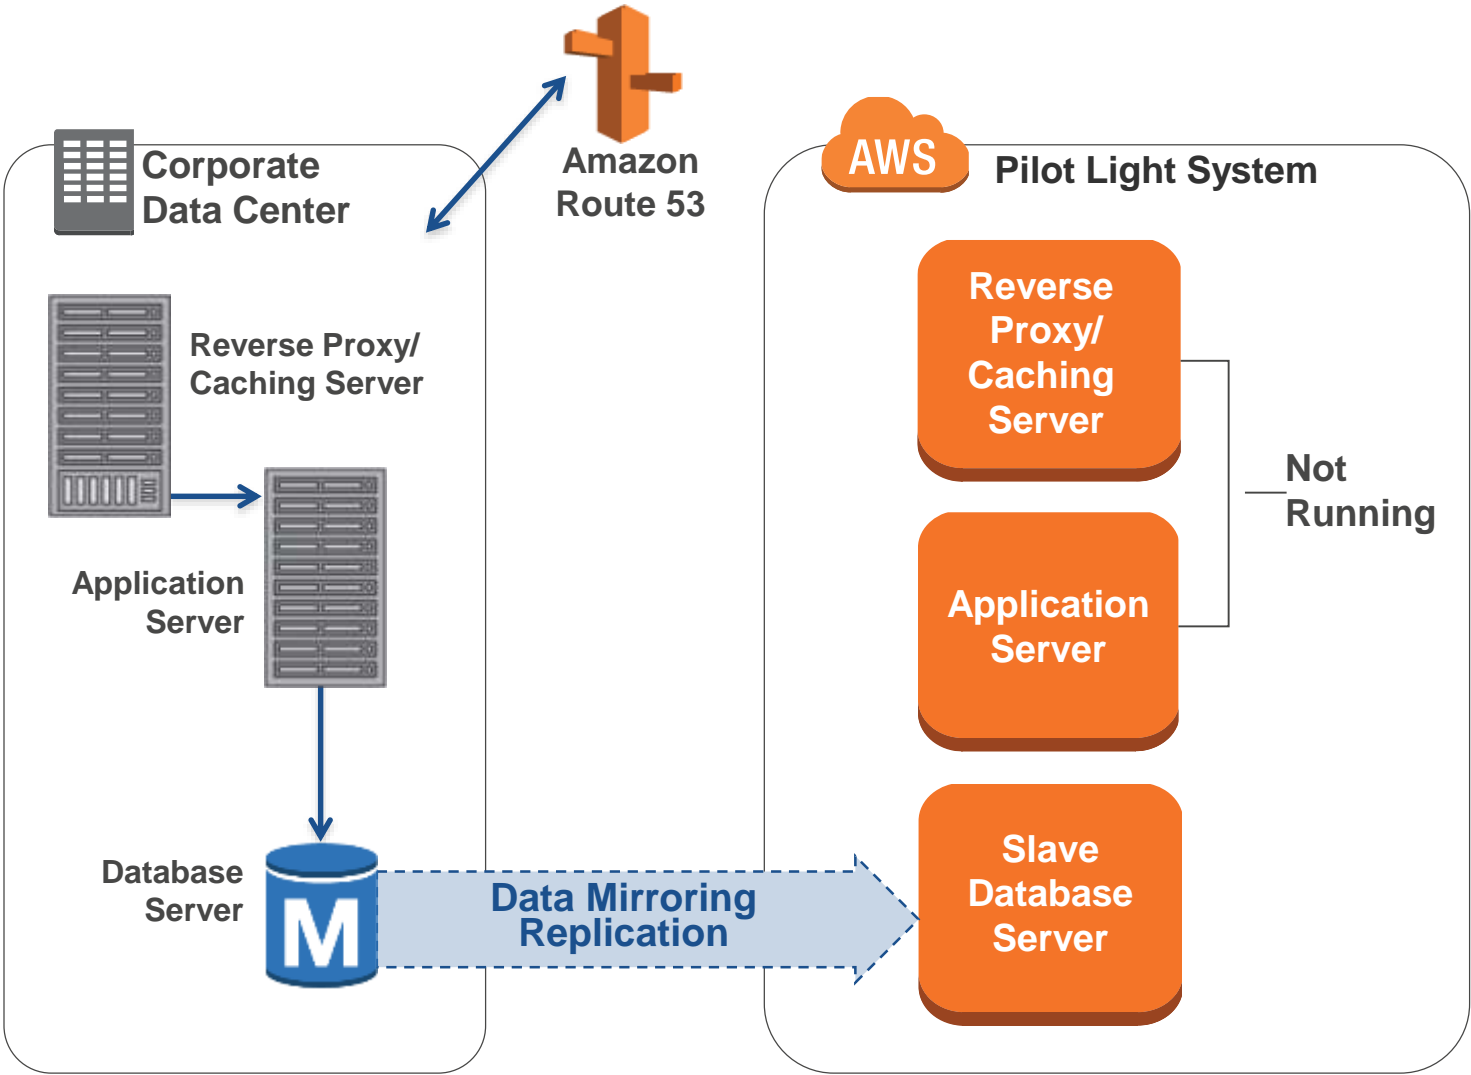 Amazon
Route 53
Corporate
Data Center
Reverse Proxy/
Caching Server
Application
Server
Database
Server
M
Data Mirroring
Replication
AWS
Pilot Light System
Reverse
Proxy/
Caching
Server
Not
Running
Application
Server
Slave
Database
Server